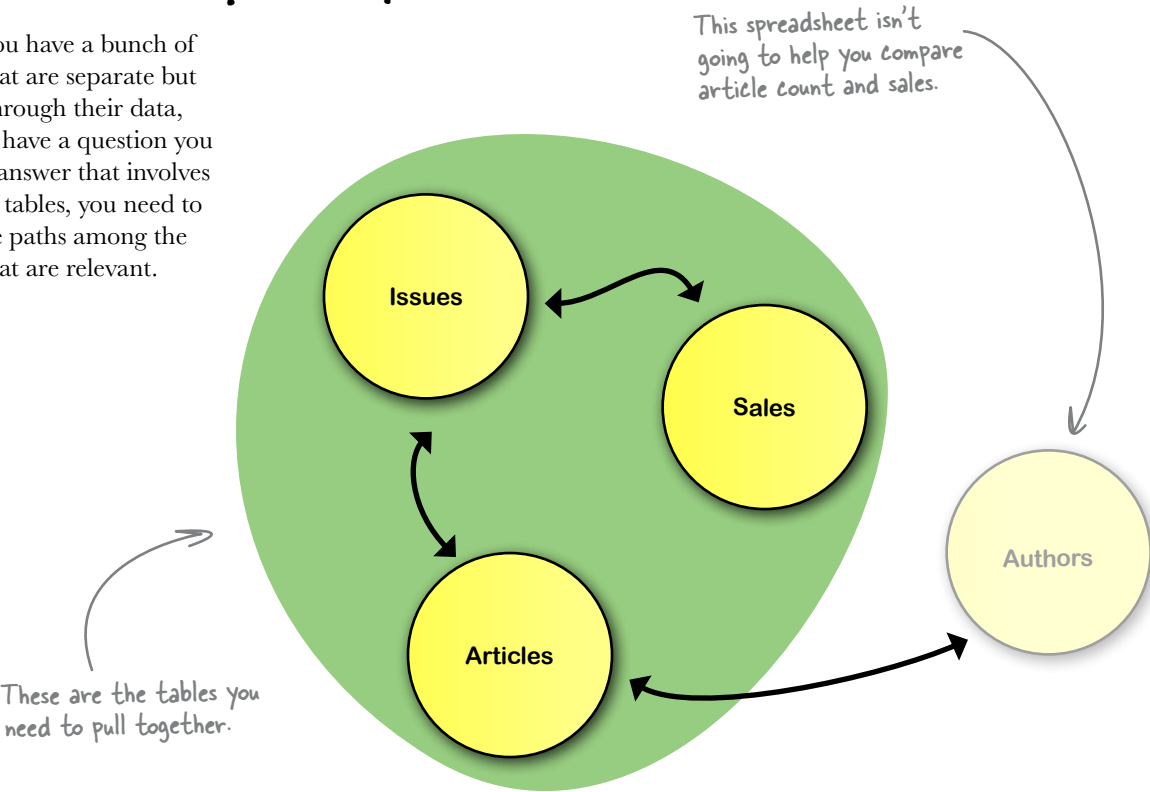 ou have a bunch of
at are separate but
hrough their data,
have a question you
answer that involves
tables, you need to
e paths among the
at are relevant.
This spreadsheet isn't
going to help you compare
article count and sales.
Issues
Sales
Authors
Articles
These are the tables you
need to pull together.